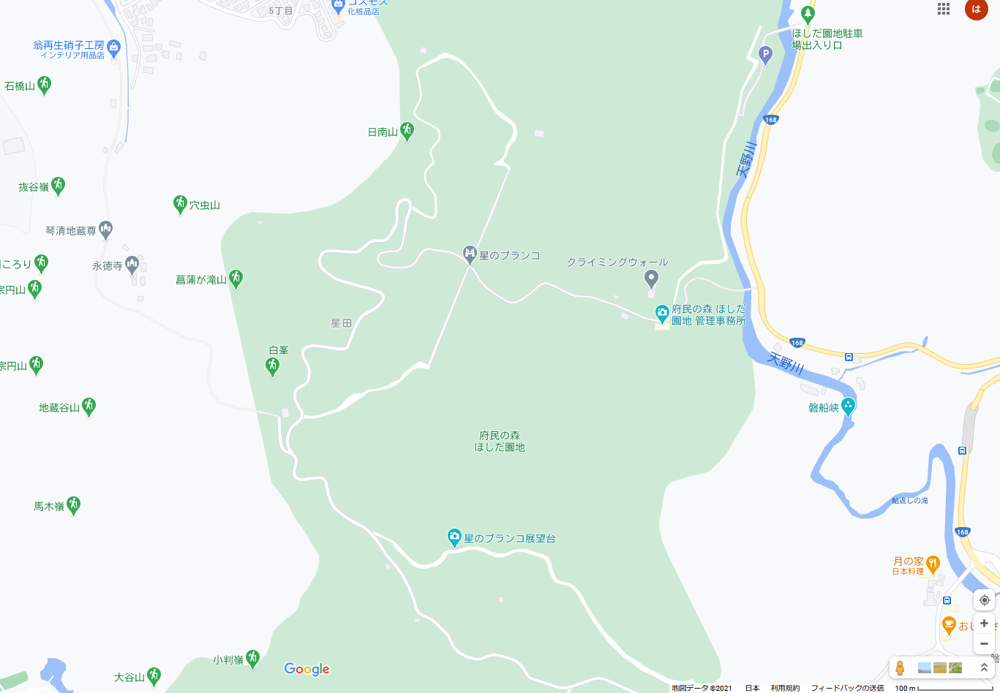 5丁目
コスモス
化粧品店
は
翁再生硝子工房
インテリア用品店
ほしだ園地駐車
場出入り口
P
石橋山
168
日南山
天野川
抜谷嶺
穴虫山
琴清地蔵尊
星のブランコ
クライミングウォール
永徳寺
ころり
菖蒲が滝山
宗円山
府民の森 ほしだ
園地 管理事務所
星田
168
白峯
天野川
宗円山
地蔵谷山
磐船峡
府民の森
ほしだ園地
馬木嶺
鮎返しの滝
星のブランコ展望台
168
月の家
日本料理
お
小判嶺
大谷山
Google
地図データ ©2021 日本 利用規約 フィードバックの送信 100 m